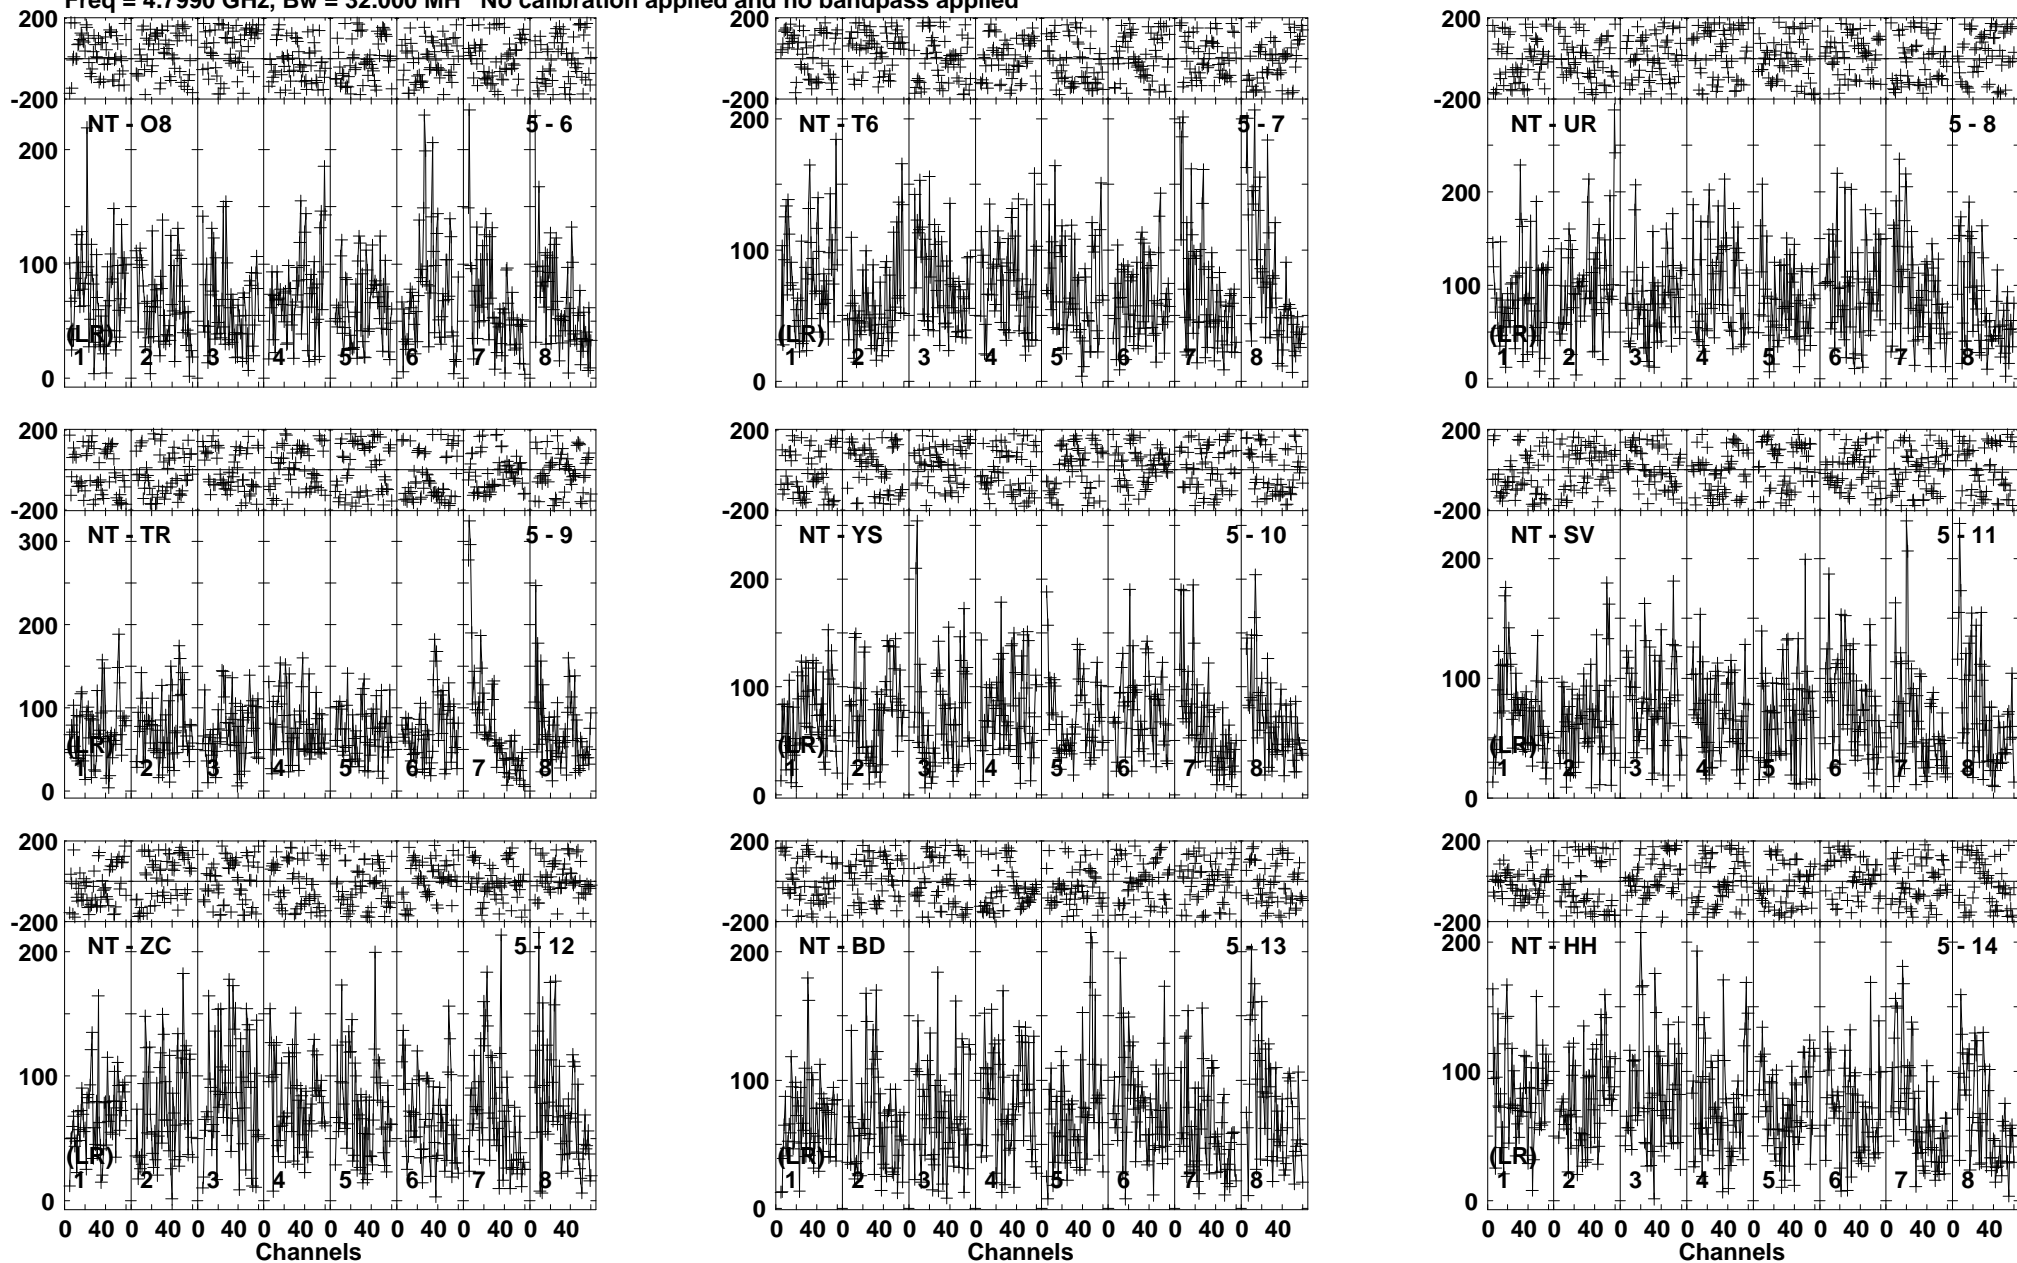 Freq = 4.7990 GHz, Bw = 32.000 MH No calibration applied and no bandpass applied
200 200 200
-200 -200 -200
NT - O8 5 - 6 NT - T6 5 - 7 NT - UR 5 - 8
200 200 200
100 100 100
(LR) (LR) (LR)
1 2 3 4 5 6 7 8 1 2 3 4 5 6 7 8 1 2 3 4 5 6 7 8
0 0 0
200 200 200
-200 -200 -200
NT - TR 5 - 9 NT - YS 5 - 10 NT - SV 5 - 11
300
200 200 200
100 100 100
(LR) (LR) (LR)
1 2 3 4 5 6 7 8 1 2 3 4 5 6 7 8 1 2 3 4 5 6 7 8
0 0 0
200 200 200
-200 -200 -200
NT - ZC 5 - 12 NT - BD 5 - 13 NT - HH 5 - 14
200 200 200
100 100 100
(LR) (LR) (LR)
1 2 3 4 5 6 7 8 1 2 3 4 5 6 7 8 1 2 3 4 5 6 7 8
0 0 0
0 40 0 40 0 40 0 40 0 40 0 40 0 40 0 40 0 40 0 40 0 40 0 40 0 40 0 40 0 40 0 40 0 40 0 40 0 40 0 40 0 40 0 40 0 40 0 40
Channels Channels Channels